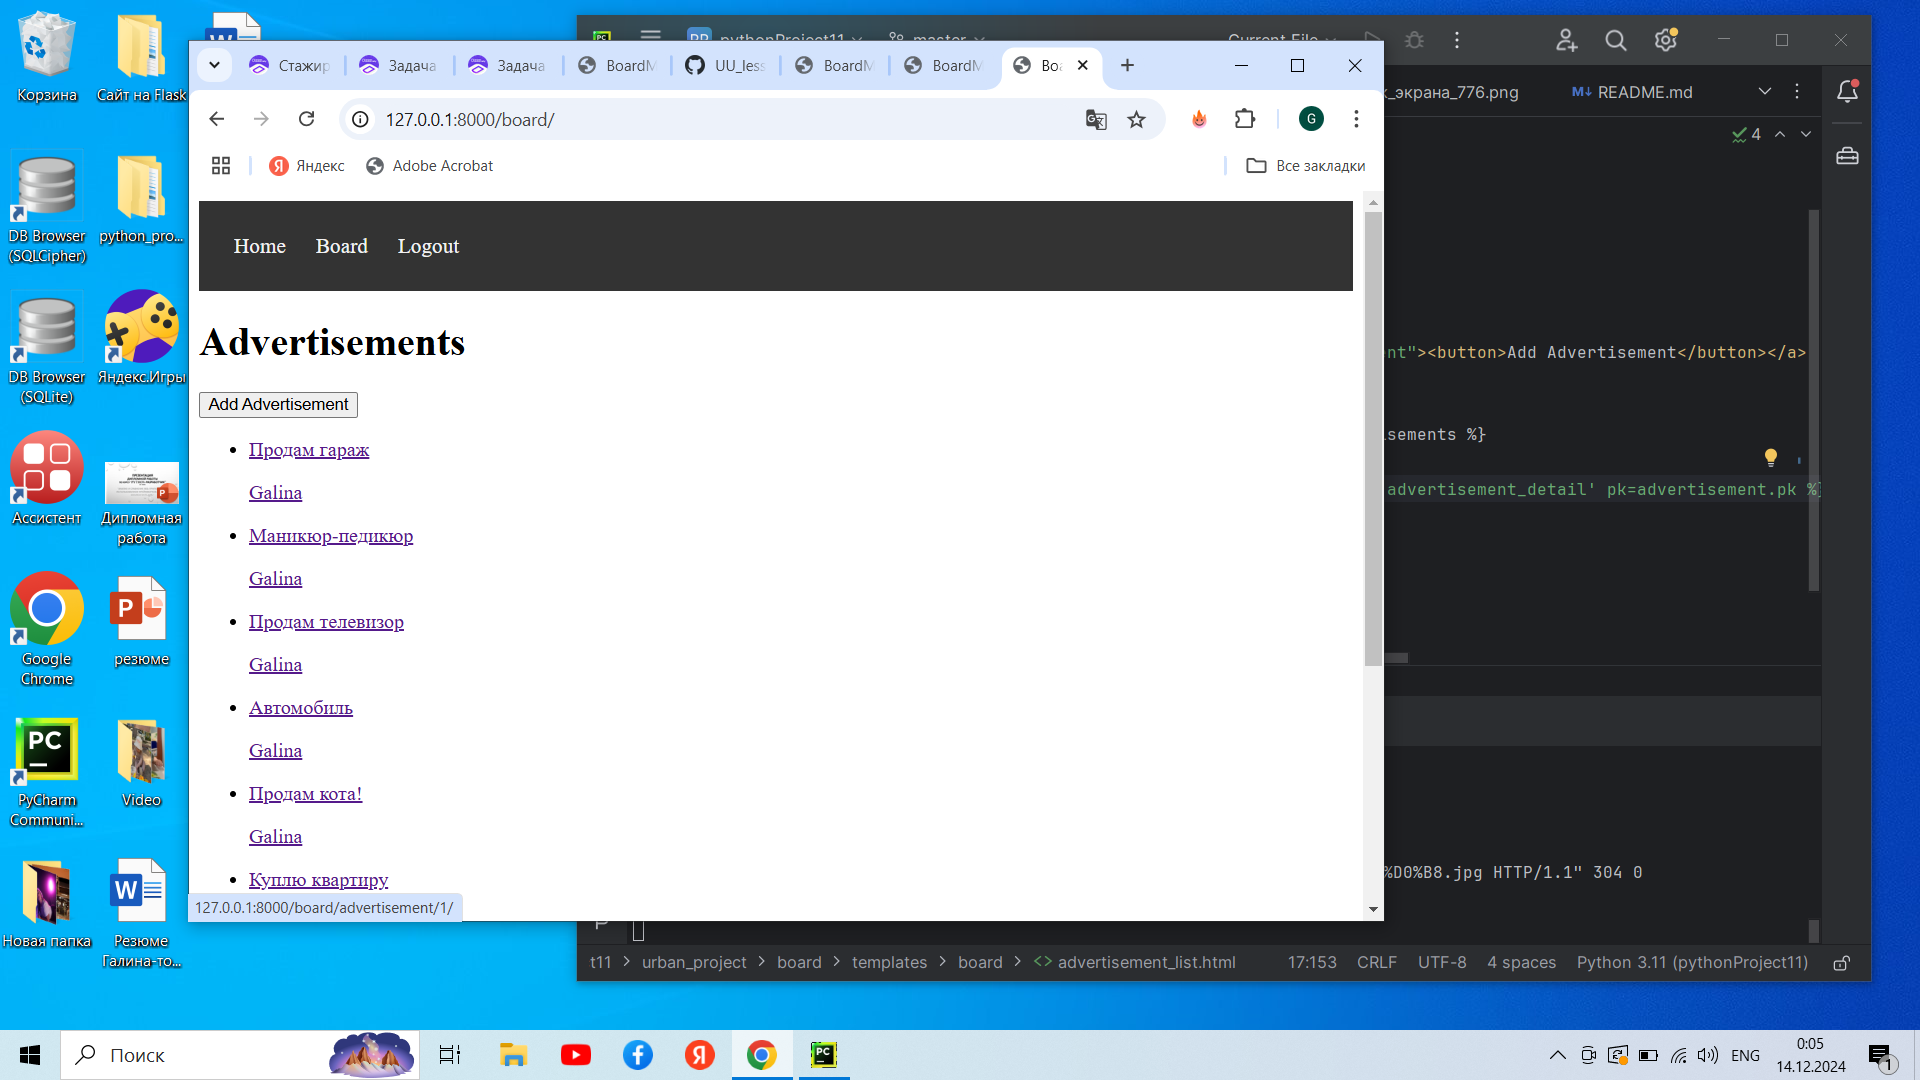 Корзина
Сайт на Flask
DB Browser
(SQLCipher)
python_pro...
DB Browser
(SQLite)
Яндекс.Игры
Ассистент
Дипломная
работа
Google
Chrome
резюме
PyCharm
Communi...
Video
Новая папка
Резюме
Галина-то...
pythonProject11
master
Current File
Стажир
Задача
Задача
BoardM
UU_less
BoardM
BoardM
Boa
127.0.0.1:8000/board/
G
Яндекс
Adobe Acrobat
Все закладки
Home
Board
Logout
Advertisements
Add Advertisement
Продам гараж
Galina
Маникюр-педикюр
Galina
Продам телевизор
Galina
Автомобиль
Galina
Продам кота!
Galina
Куплю квартиру
127.0.0.1:8000/board/advertisement/1/
к_экрана_776.png
README.md
4
nt"><button>Add Advertisement</button></a>
sements %}
advertisement_detail' pk=advertisement.pk %}
%D0%B8.jpg HTTP/1.1" 304 0
t11 > urban_project > board > templates > board > <> advertisement_list.html
17:153
CRLF
UTF-8
4 spaces
Python 3.11 (pythonProject11)
Поиск
ENG
0:05
14.12.2024
1